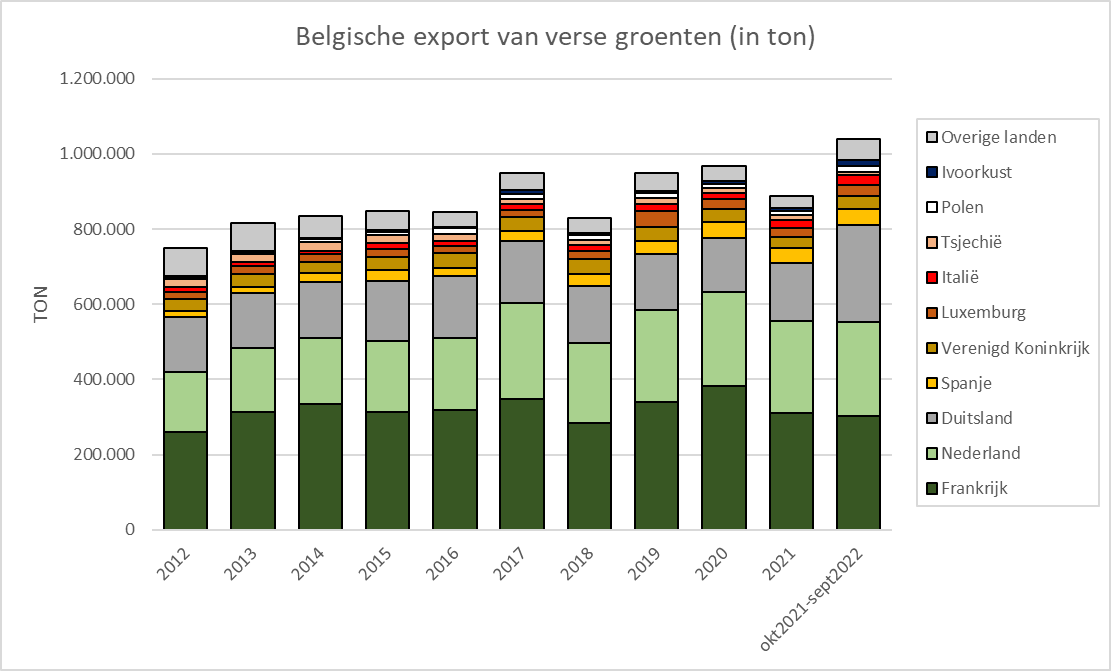 Belgische export van verse groenten (in ton)
TON
1.200.000
1.000.000
800.000
600.000
400.000
200.000
0
2012
2013
2014
2015
2016
2017
2018
2019
2020
2021
okt2021-sept2022
Overige landen
Ivoorkust
Polen
Tsjechië
Italië
Luxemburg
Verenigd Koninkrijk
Spanje
Duitsland
Nederland
Frankrijk